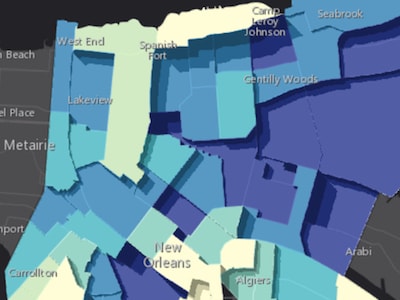 Camp
Leroy
Johnson
Seabrook
West End
Spanish
Fort
n Beach
Gentilly Woods
Lakeview
el Place
Metairie
nport
New
Orleans
Arabi
Carrollton
Algiers